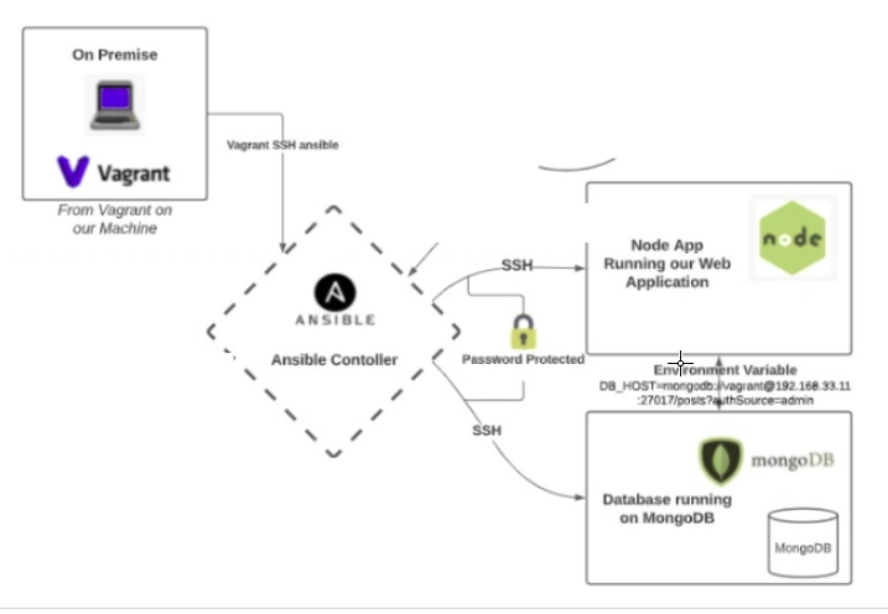 On Premise
Vagrant
From Vagrant on
our Machine
Vagrant SSH ansible
ANSIBLE
Ansible Contoller
SSH
Password Protected
SSH
node
Node App
Running our Web
Application
Environment Variable
DB_HOST=mongodb://vagrant@192.168.33.11
:27017/posts?authSource=admin
mongoDB
Database running
on MongoDB
MongoDB